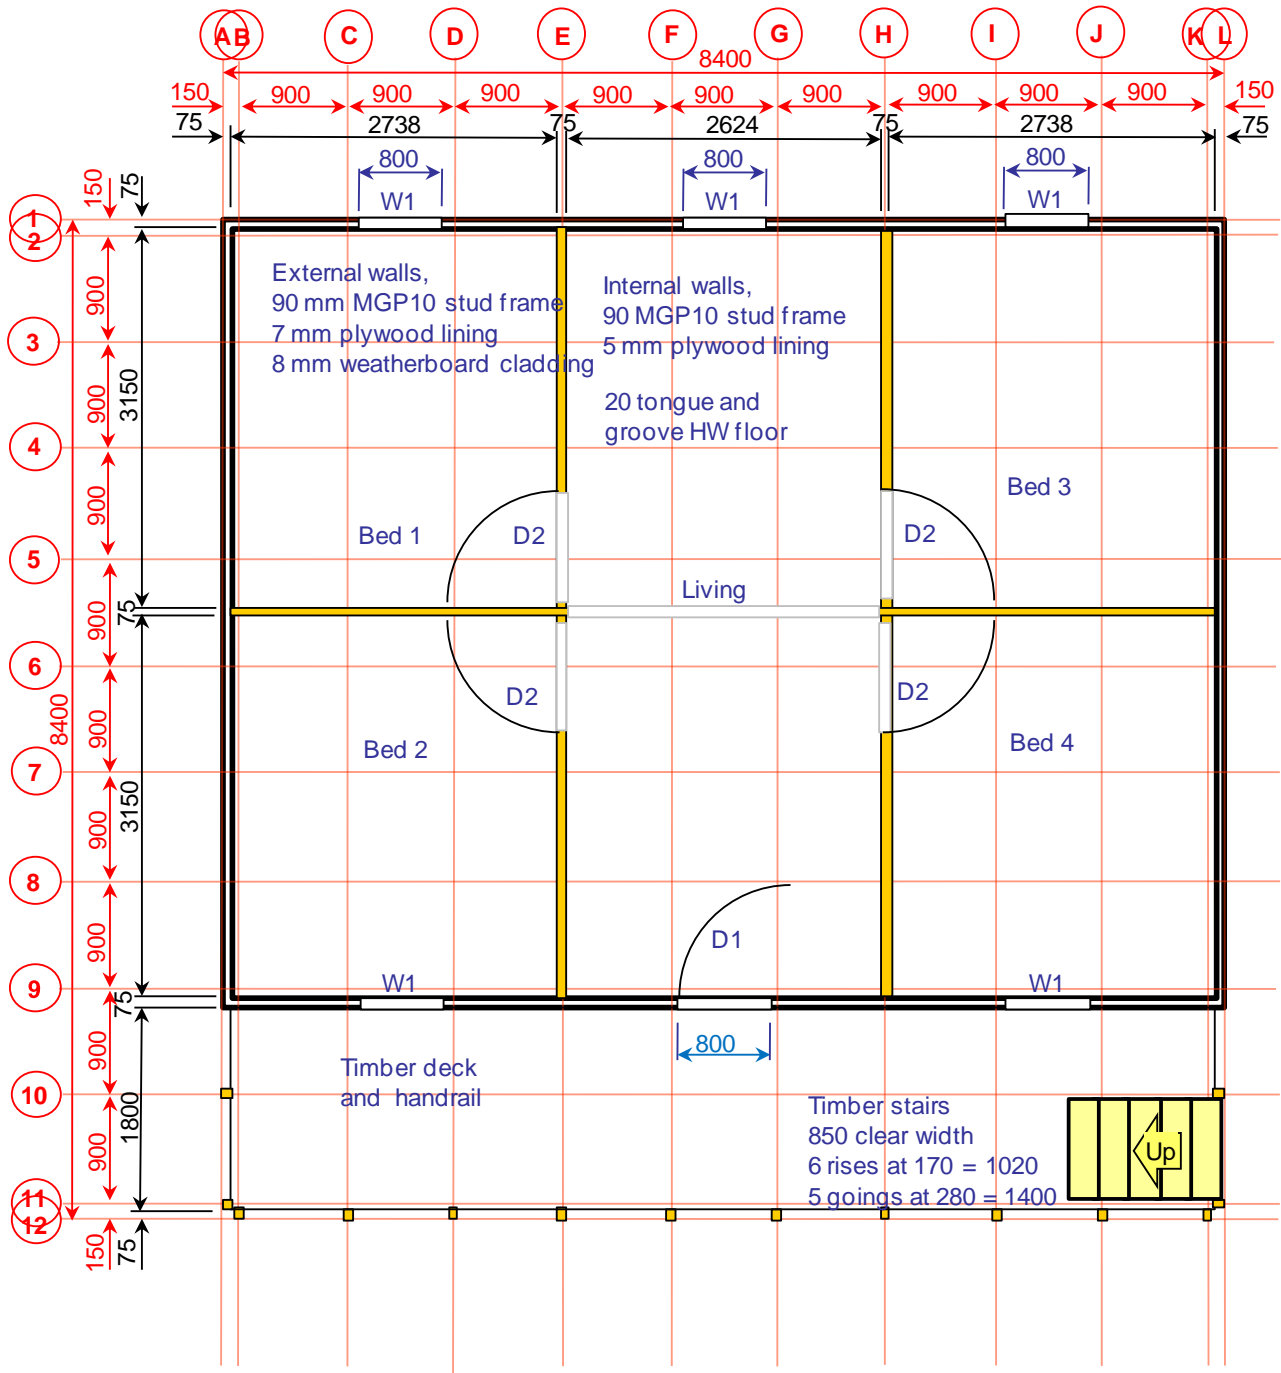 A B C D E F G H I J K L
8400
150 900 900 900 900 900 900 900 900 900 150
75 2738 75 2624 75 2738 75
800 800 800
W1 W1 W1
150 75
1
2
900
3
900
3150
4
900
5
900
75
6
900
8400
7
900
3150
8
900
9
75
900
10
1800
900
11
12
150 75
External walls,
90 mm MGP10 stud frame
7 mm plywood lining
8 mm weatherboard cladding
Internal walls,
90 MGP10 stud frame
5 mm plywood lining
20 tongue and
groove HW floor
Bed 3
Bed 1
D2
D2
Living
D2
D2
Bed 2
Bed 4
D1
W1
W1
800
Timber deck
and handrail
Timber stairs
850 clear width
6 rises at 170 = 1020
5 goings at 280 = 1400
Up